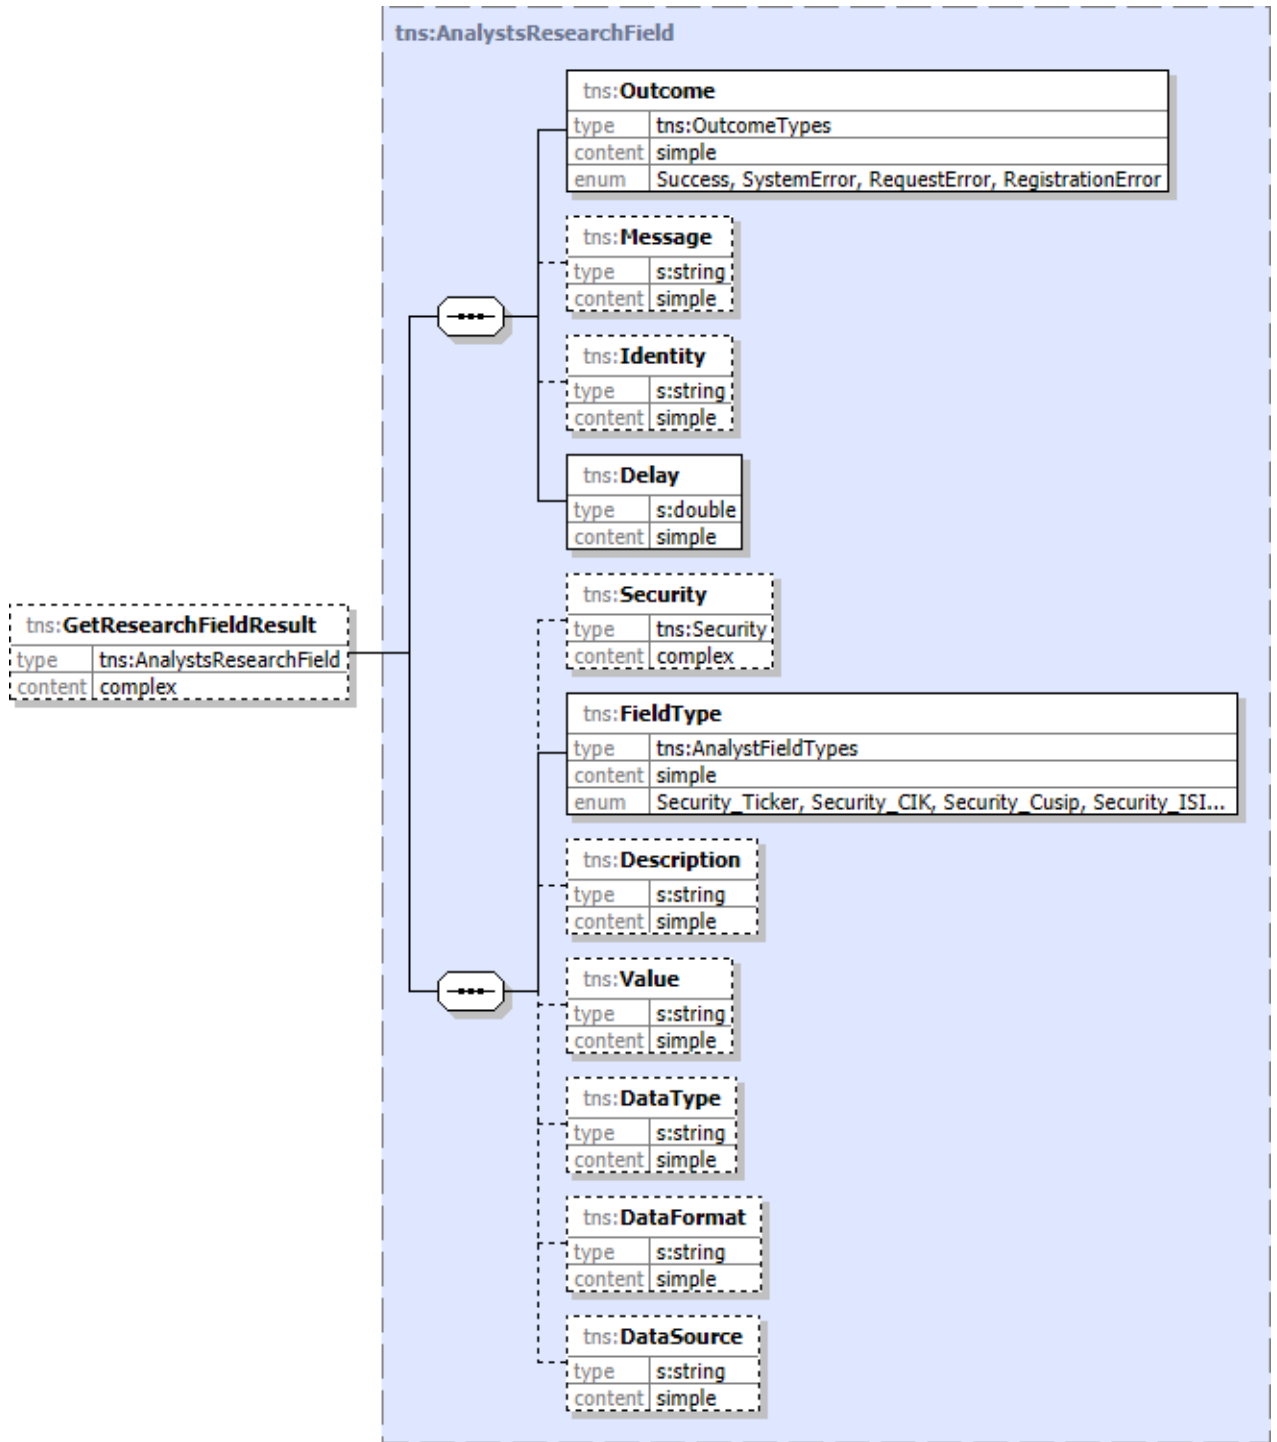 tns:AnalystsResearchField
tns:Outcome
type tns:OutcomeTypes
content simple
enum Success, SystemError, RequestError, RegistrationError
tns:Message
type s:string
content simple
tns:Identity
type s:string
content simple
tns:Delay
type s:double
content simple
tns:Security
type tns:Security
content complex
tns:GetResearchFieldResult
type tns:AnalystsResearchField
content complex
tns:FieldType
type tns:AnalystFieldTypes
content simple
enum Security_Ticker, Security_CIK, Security_Cusip, Security_ISI...
tns:Description
type s:string
content simple
tns:Value
type s:string
content simple
tns:DataType
type s:string
content simple
tns:DataFormat
type s:string
content simple
tns:DataSource
type s:string
content simple